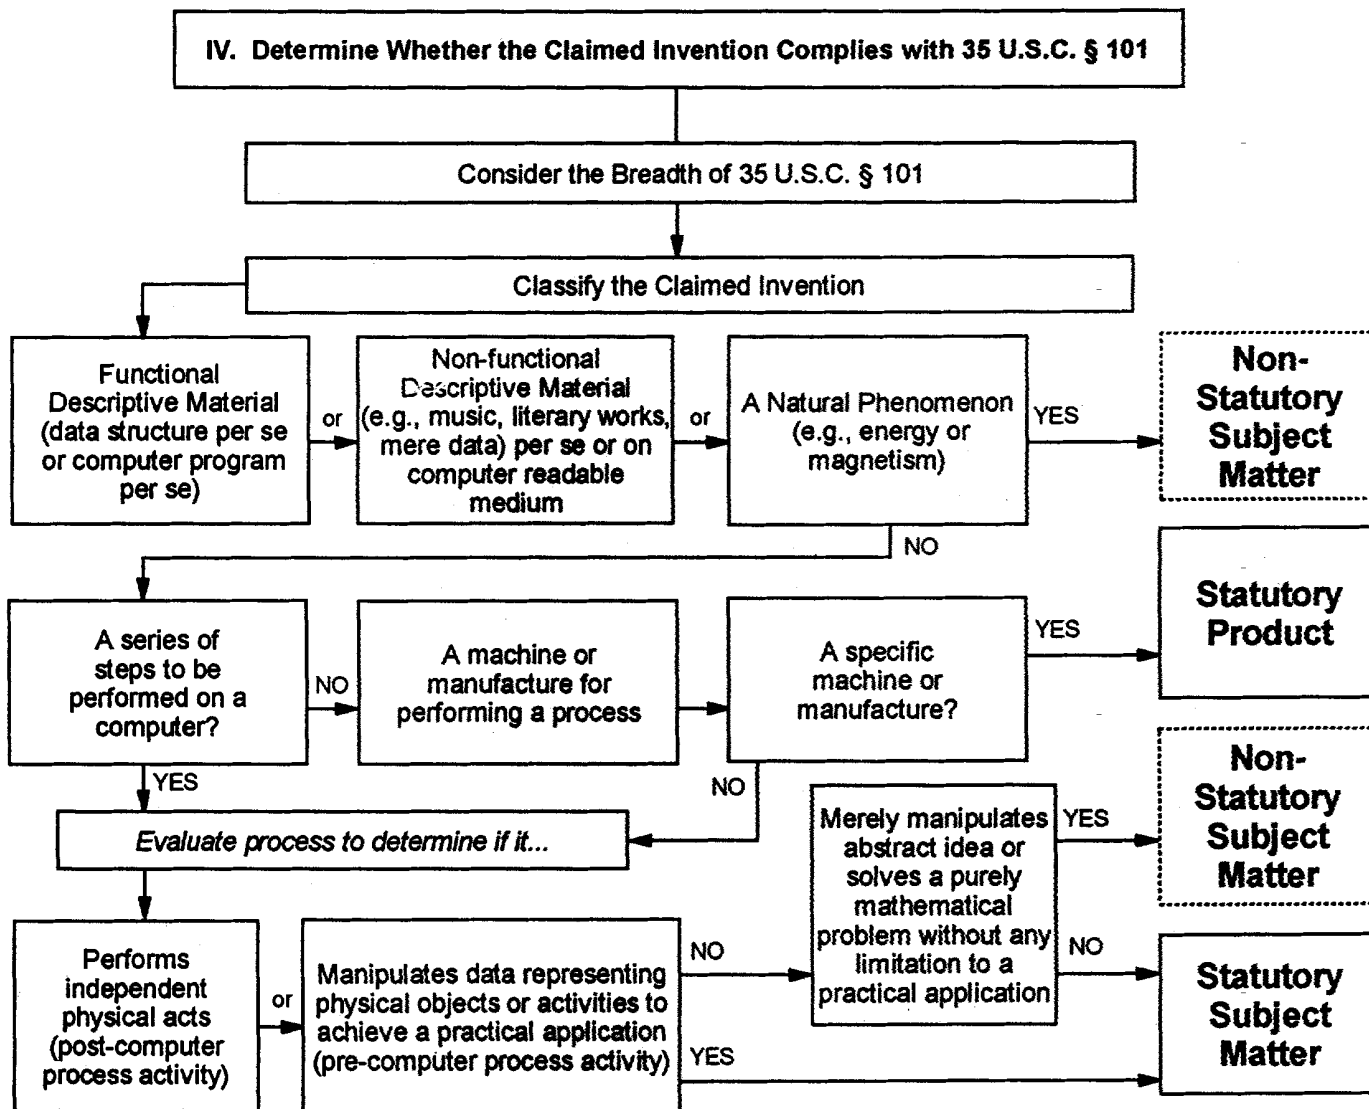 IV. Determine Whether the Claimed Invention Complies with 35 U.S.C. § 101
Consider the Breadth of 35 U.S.C. § 101
Classify the Claimed Invention
Functional
Descriptive Material
(data structure per se
or computer program
per se)
or
Non-functional
Descriptive Material
(e.g., music, literary works,
mere data) per se or on
computer readable
medium
or
A Natural Phenomenon
(e.g., energy or
magnetism)
YES
Non-
Statutory
Subject
Matter
NO
A series of
steps to be
performed on a
computer?
NO
A machine or
manufacture for
performing a process
A specific
machine or
manufacture?
YES
Statutory
Product
YES
NO
Evaluate process to determine if it...
Merely manipulates
abstract idea or
solves a purely
mathematical
problem without any
limitation to a
practical application
YES
Non-
Statutory
Subject
Matter
Performs
independent
physical acts
(post-computer
process activity)
or
Manipulates data representing
physical objects or activities to
achieve a practical application
(pre-computer process activity)
NO
YES
NO
Statutory
Subject
Matter